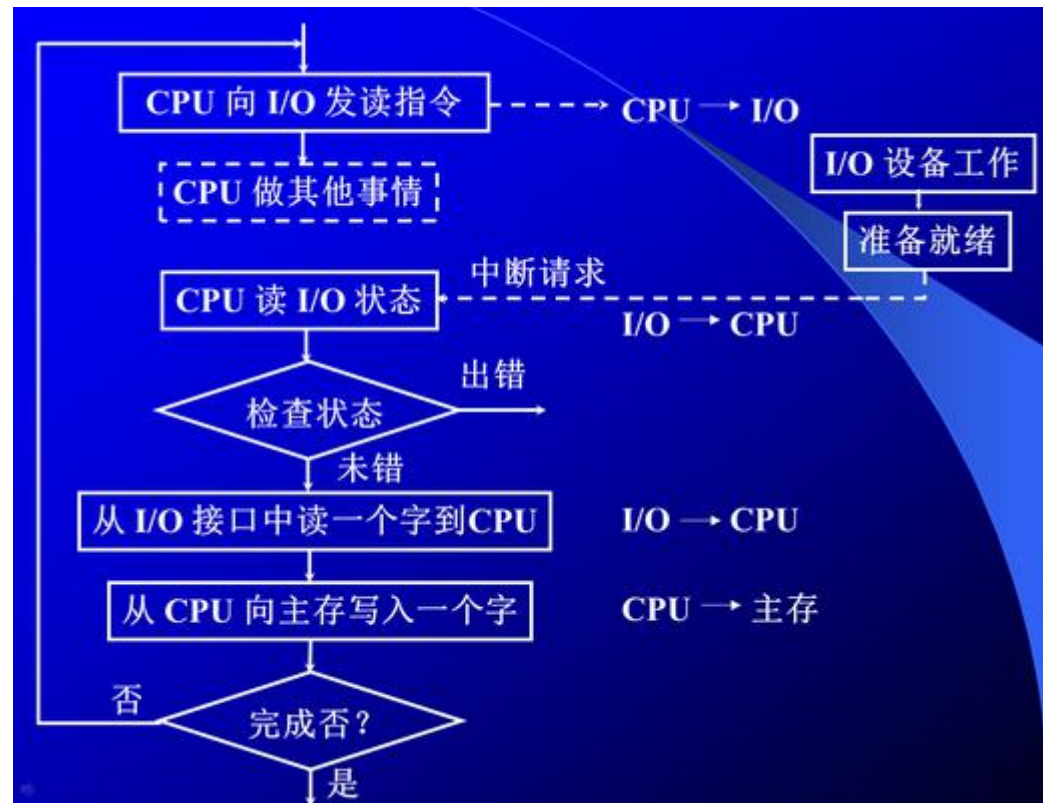 CPU 向 I/O 发读指令
CPU → I/O
CPU 做其他事情
I/O 设备工作
准备就绪
中断请求
CPU 读 I/O 状态
I/O → CPU
检查状态
出错
未错
从 I/O 接口中读一个字到CPU
I/O → CPU
从 CPU 向主存写入一个字
CPU → 主存
否
完成否?
是